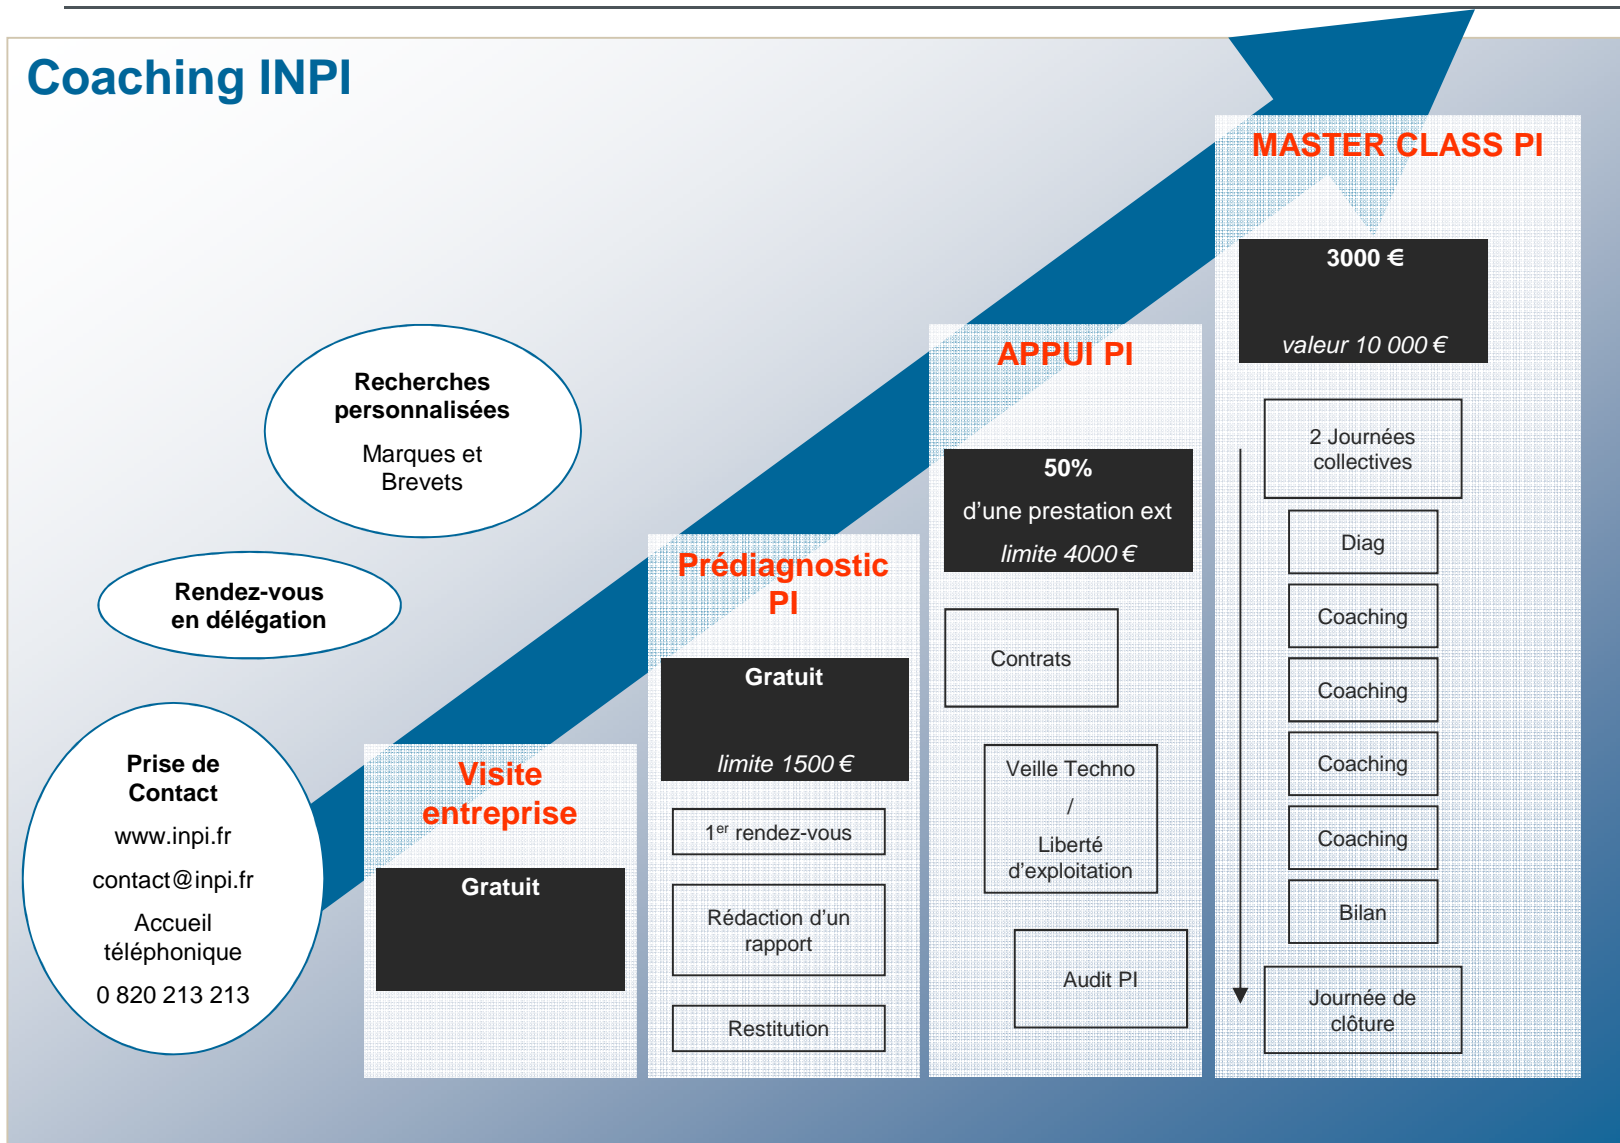 Coaching INPI
Recherches
personnalisées
Marques et
Brevets
Rendez-vous
en délégation
Prise de
Contact
www.inpi.fr
contact@inpi.fr
Accueil
téléphonique
0 820 213 213
Visite
entreprise
Gratuit
Prédiagnostic
PI
Gratuit
limite 1500 €
1er rendez-vous
Rédaction d'un
rapport
Restitution
APPUI PI
50%
d'une prestation ext
limite 4000 €
Contrats
Veille Techno
/
Liberté
d'exploitation
Audit PI
MASTER CLASS PI
3000 €
valeur 10 000 €
2 Journées
collectives
Diag
Coaching
Coaching
Coaching
Coaching
Bilan
Journée de
clôture